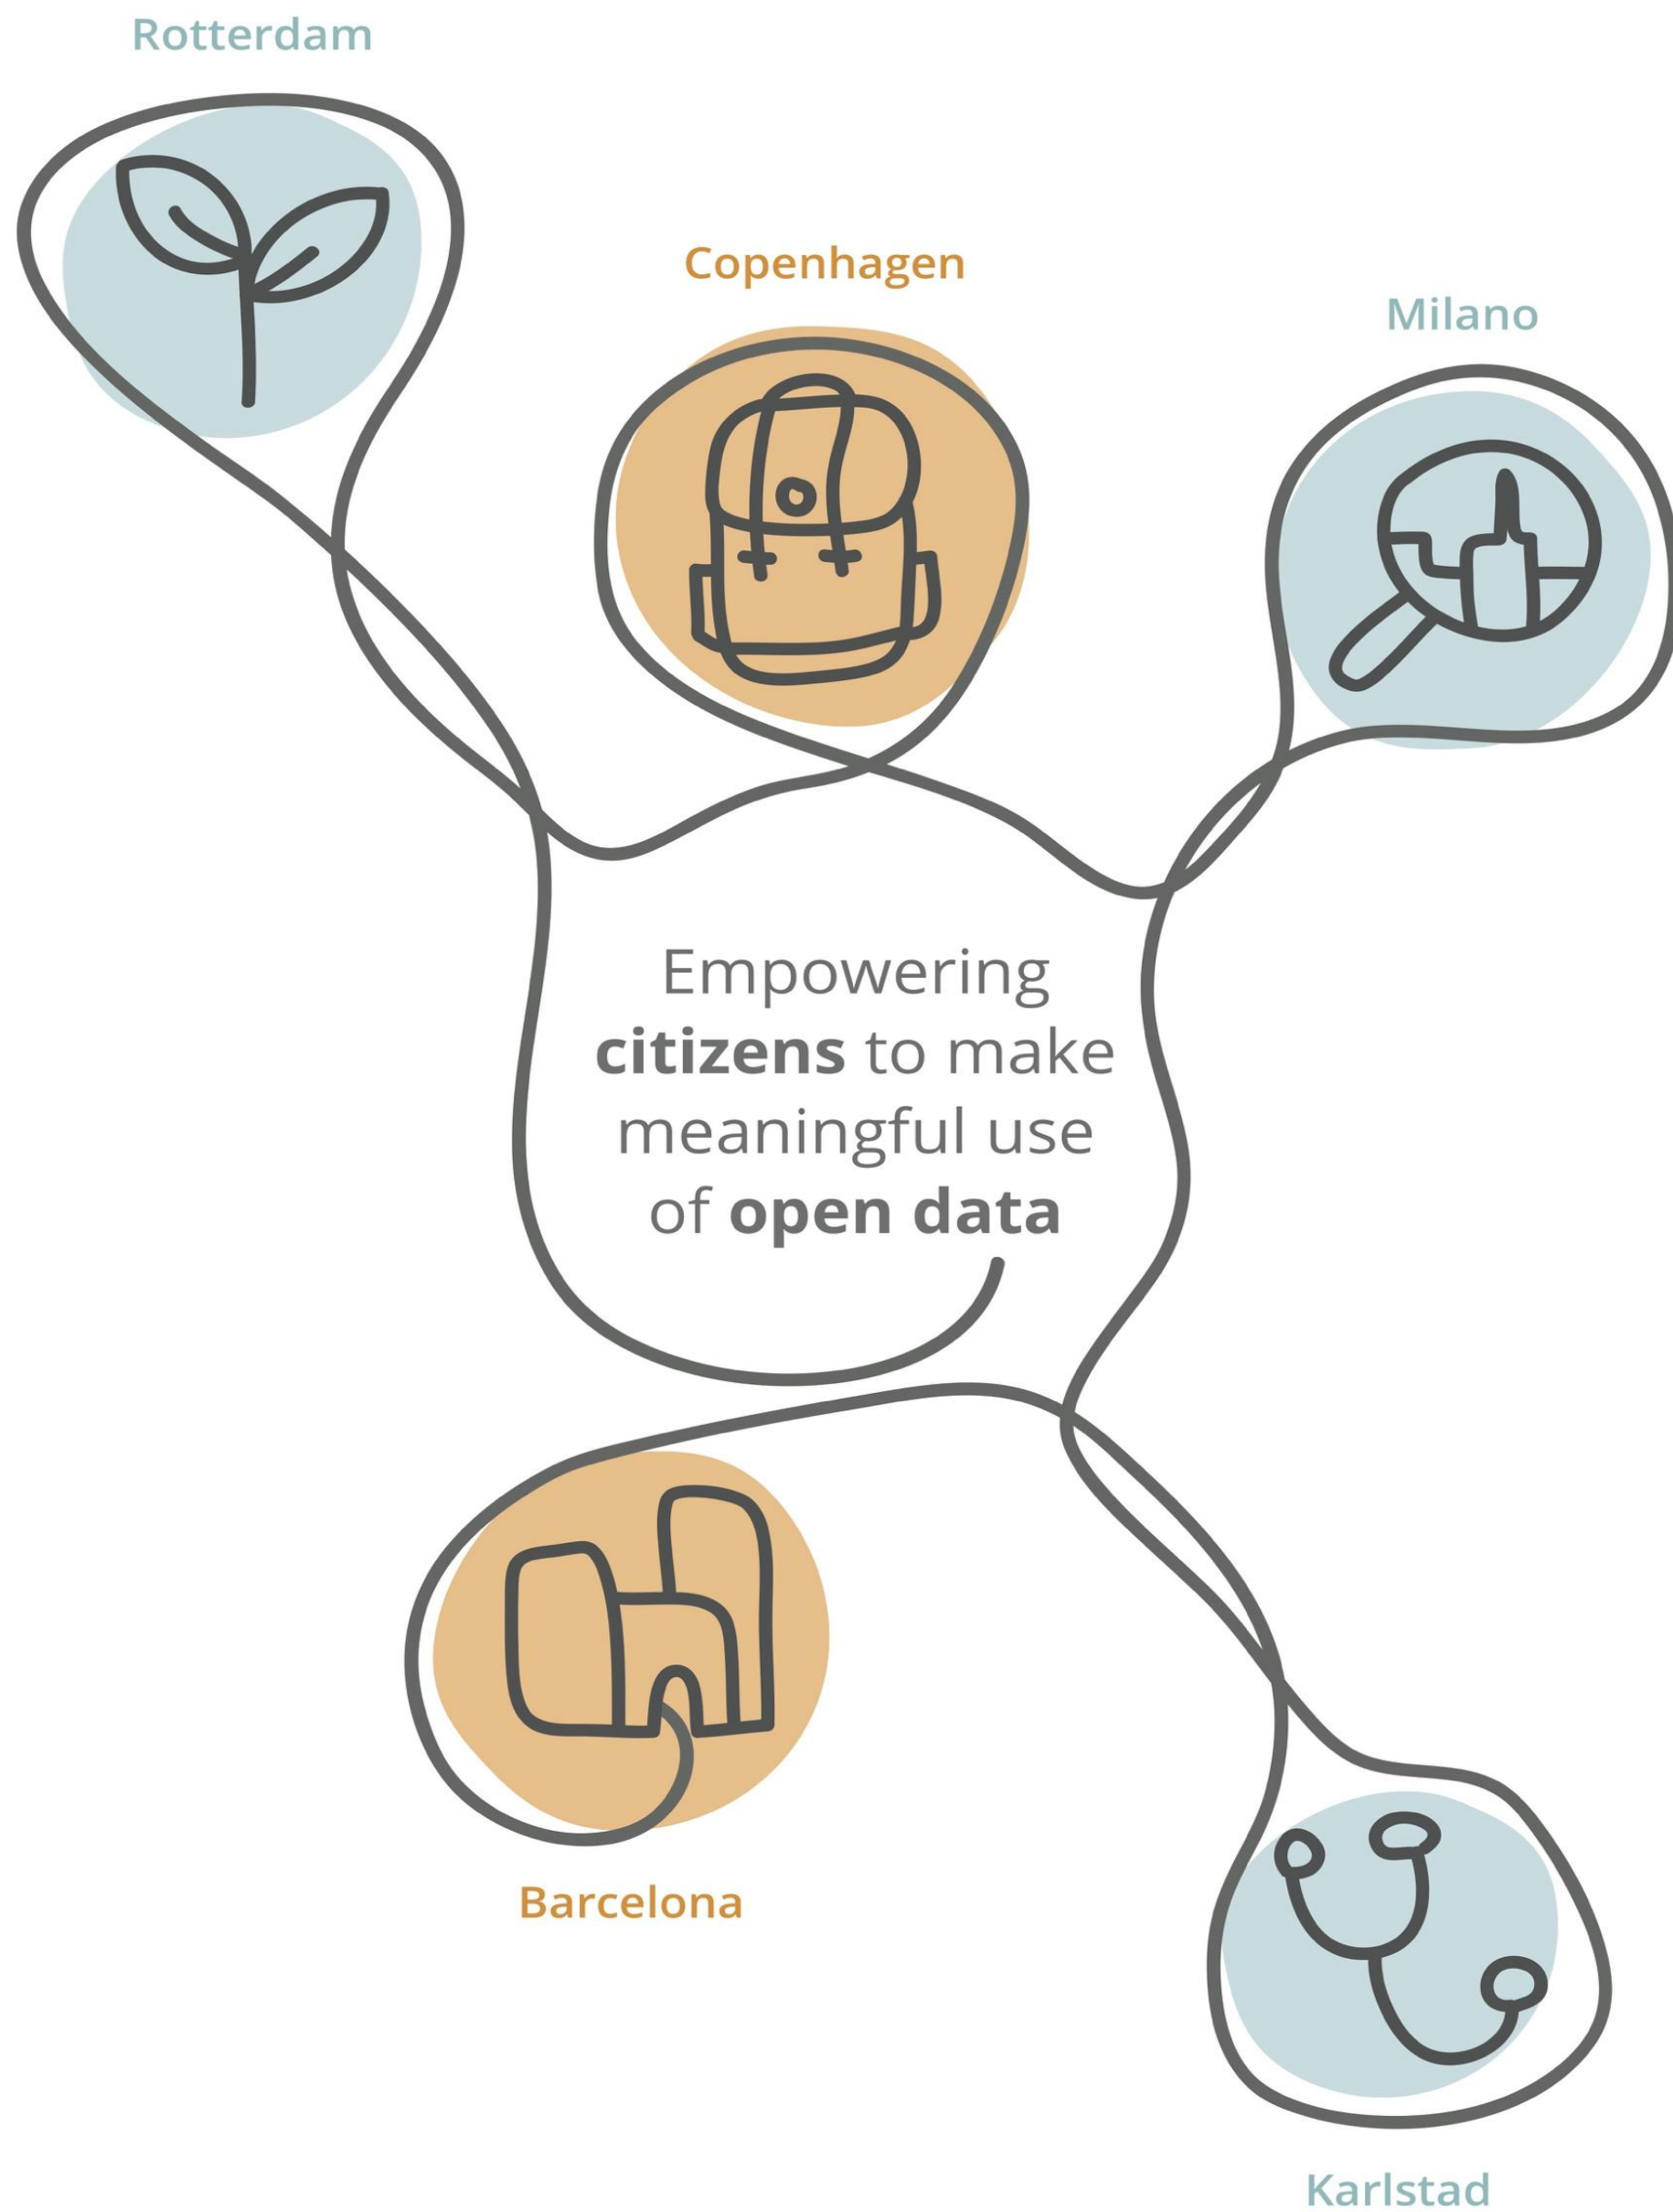 Rotterdam
Copenhagen
Milano
Empowering
citizens to make
meaningful use
of open data
Barcelona
Karlstad